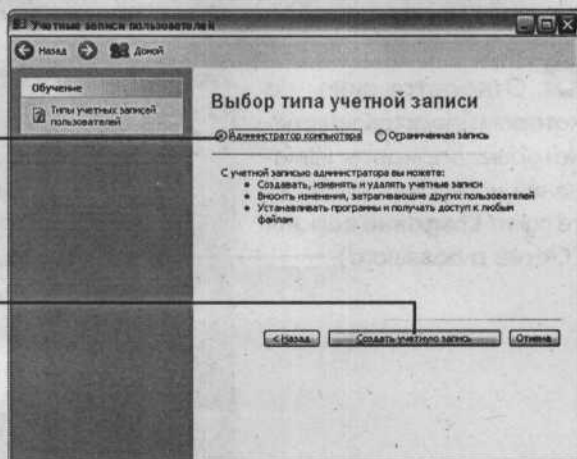 Учетные записи пользователей
Назад Домой
Обучение
Типы учетных записей
пользователей
Выбор типа учетной записи
Администратор компьютера Ограниченная запись
С учетной записью администратора вы можете:
• Создавать, изменять и удалять учетные записи
• Вносить изменения, затрагивающие других пользователей
• Устанавливать программы и получать доступ к любым
файлам
< Назад Создать учетную запись Отмена